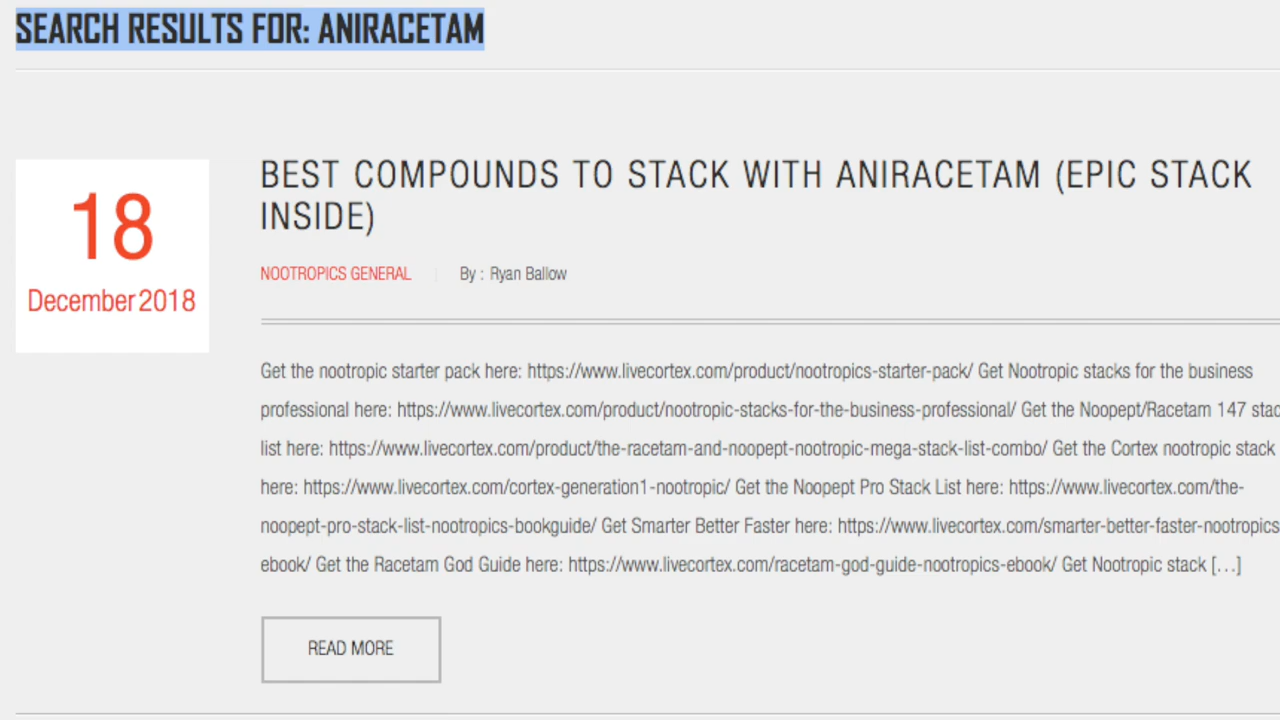 SEARCH RESULTS FOR: ANIRACETAM
18
December 2018
BEST COMPOUNDS TO STACK WITH ANIRACETAM (EPIC STACK
INSIDE)
NOOTROPICS GENERAL | By : Ryan Ballow
Get the nootropic starter pack here: https://www.livecortex.com/product/nootropics-starter-pack/ Get Nootropic stacks for the business
professional here: https://www.livecortex.com/product/nootropic-stacks-for-the-business-professional/ Get the Noopept/Racetam 147
list here: https://www.livecortex.com/product/the-racetam-and-noopept-nootropic-mega-stack-list-combo/ Get the Cortex nootropic stack
here: https://www.livecortex.com/cortex-generation1-nootropic/ Get the Noopept Pro Stack List here: https://www.livecortex.com/the-
noopept-pro-stack-list-nootropics-bookguide/ Get Smarter Better Faster here: https://www.livecortex.com/smarter-better-faster-nootropics
ebook/ Get the Racetam God Guide here: https://www.livecortex.com/racetam-god-guide-nootropics-ebook/ Get Nootropic stack […]
READ MORE